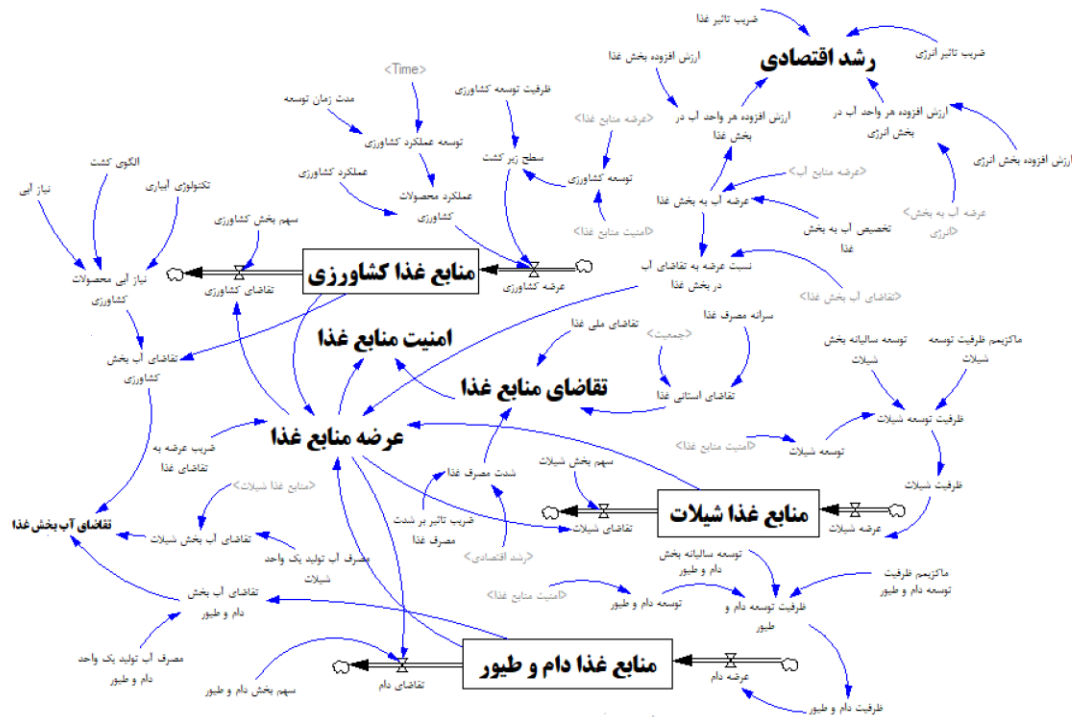 ضریب تاثیر غذا
رشد اقتصادی
ضریب تاثیر انرژی
ارزش افزوده بخش غذا
<Time>
ظرفیت توسعه کشاورزی
مدت زمان توسعه
ارزش افزوده هر واحد آب در
بخش غذا
ارزش افزوده هر واحد آب در
بخش انرژی
ارزش افزوده بخش انرژی
<عرضه منابع غذا>
توسعه عملکرد کشاورزی
سطح زیر کشت
عملکرد کشاورزی
توسعه کشاورزی
<عرضه منابع آب>
الگوی کشت
نیاز آبی
تکنولوژی آبیاری
عملکرد محصولات
کشاورزی
عرضه آب به بخش غذا
<عرضه آب به بخش
انرژی>
سهم بخش کشاورزی
<امنیت منابع غذا>
تخصیص آب به بخش
غذا
منابع غذا کشاورزی
تقاضای کشاورزی
عرضه کشاورزی
نسبت عرضه به تقاضای آب
در بخش غذا
نیاز آبی محصولات
کشاورزی
<تقاضای آب بخش غذا>
سرانه مصرف غذا
تقاضای ملی غذا
<جمعیت>
امنیت منابع غذا
توسعه سالیانه بخش
شیلات
ماکزیمم ظرفیت توسعه
شیلات
تقاضای آب بخش
کشاورزی
تقاضای منابع غذا
تقاضای استانی غذا
ظرفیت توسعه شیلات
عرضه منابع غذا
<امنیت منابع غذا>
توسعه شیلات
ضریب عرضه به
تقاضای غذا
شدت مصرف غذا
سهم بخش شیلات
ظرفیت شیلات
<منابع غذا شیلات>
منابع غذا شیلات
تقاضای شیلات
عرضه شیلات
تقاضای آب بخش غذا
تقاضای آب بخش شیلات
ضریب تاثیر بر شدت
مصرف غذا
مصرف آب تولید یک واحد
شیلات
<رشد اقتصادی>
توسعه سالیانه بخش
دام و طیور
ماکزیمم ظرفیت
توسعه دام و طیور
تقاضای آب بخش
دام و طیور
<امنیت منابع غذا>
توسعه دام و طیور
ظرفیت توسعه دام و
طیور
مصرف آب تولید یک واحد
دام و طیور
منابع غذا دام و طیور
سهم بخش دام و طیور
تقاضای دام
عرضه دام
ظرفیت دام و طیور